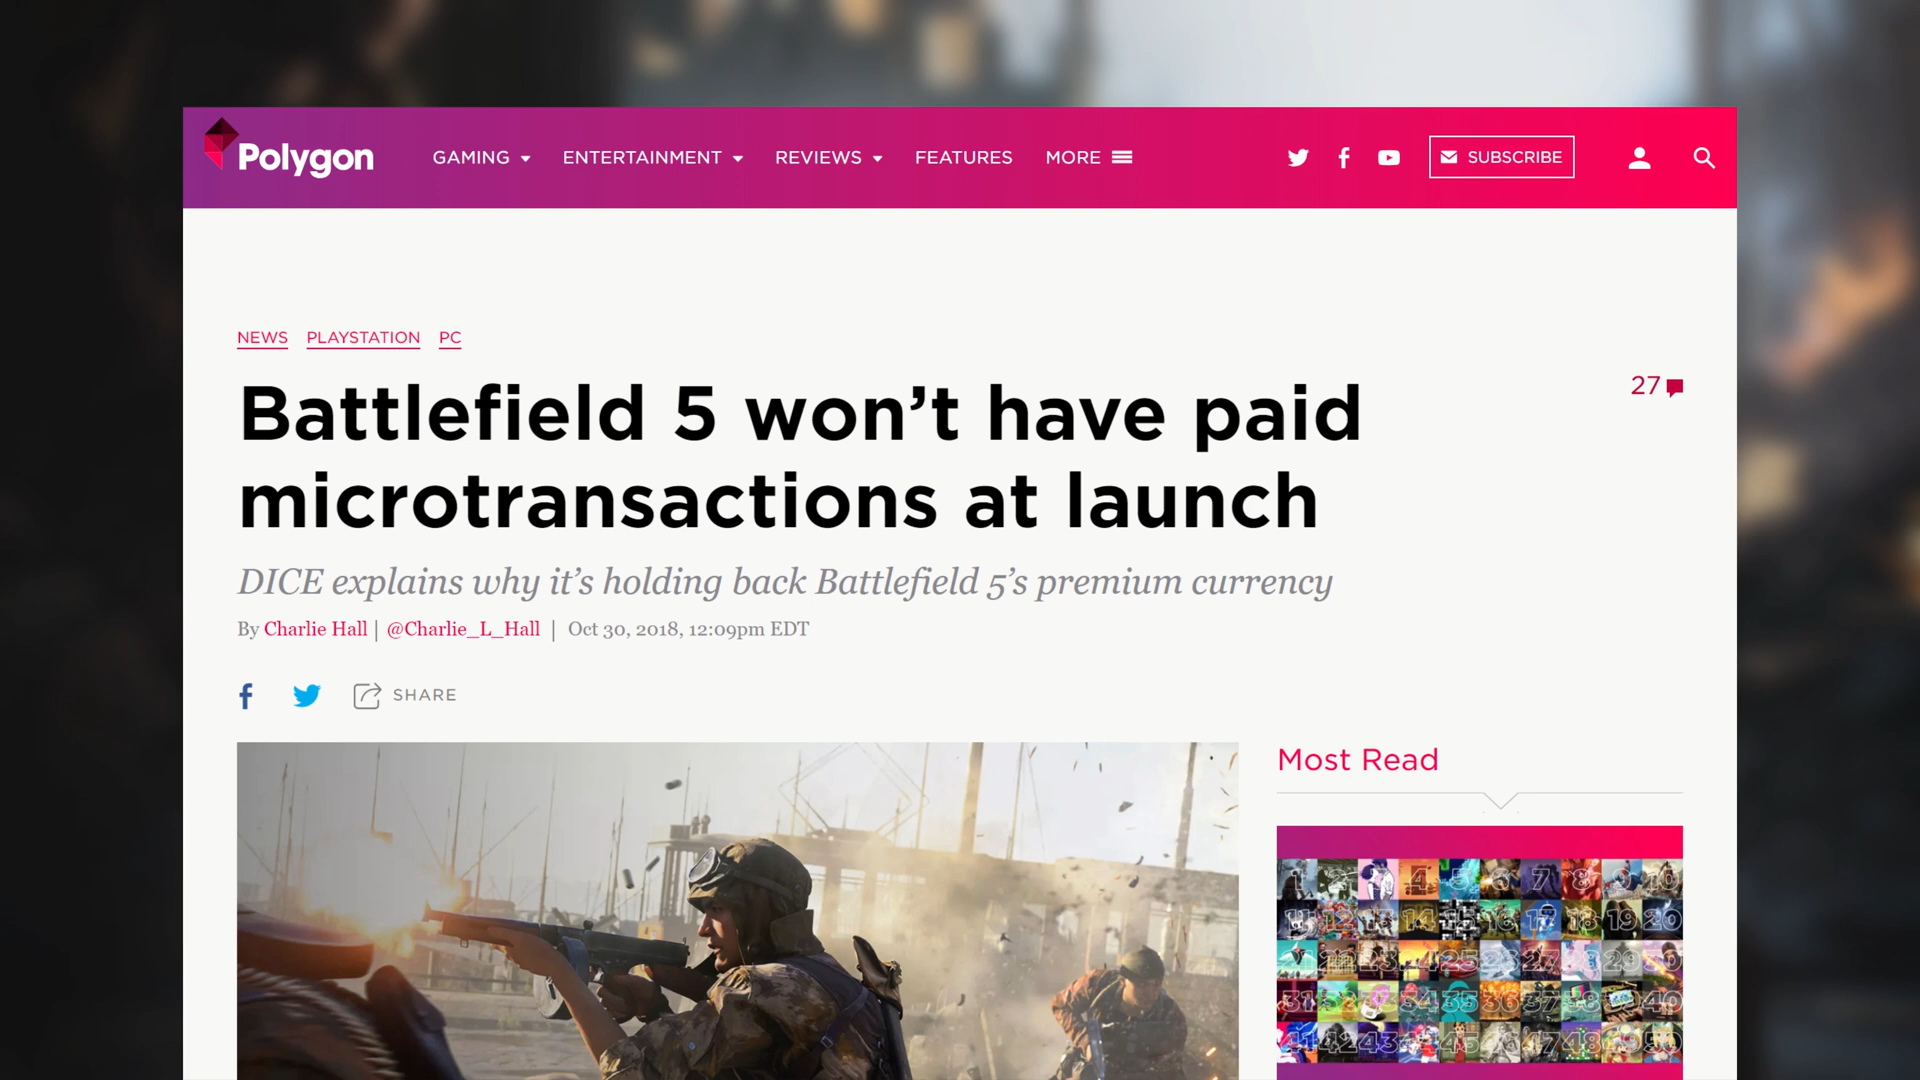 Polygon
GAMING
ENTERTAINMENT
REVIEWS
FEATURES
MORE
SUBSCRIBE
NEWS PLAYSTATION PC
Battlefield 5 won’t have paid
microtransactions at launch
27
DICE explains why it’s holding back Battlefield 5’s premium currency
By Charlie Hall | @Charlie_L_Hall | Oct 30, 2018, 12:09pm EDT
SHARE
Most Read